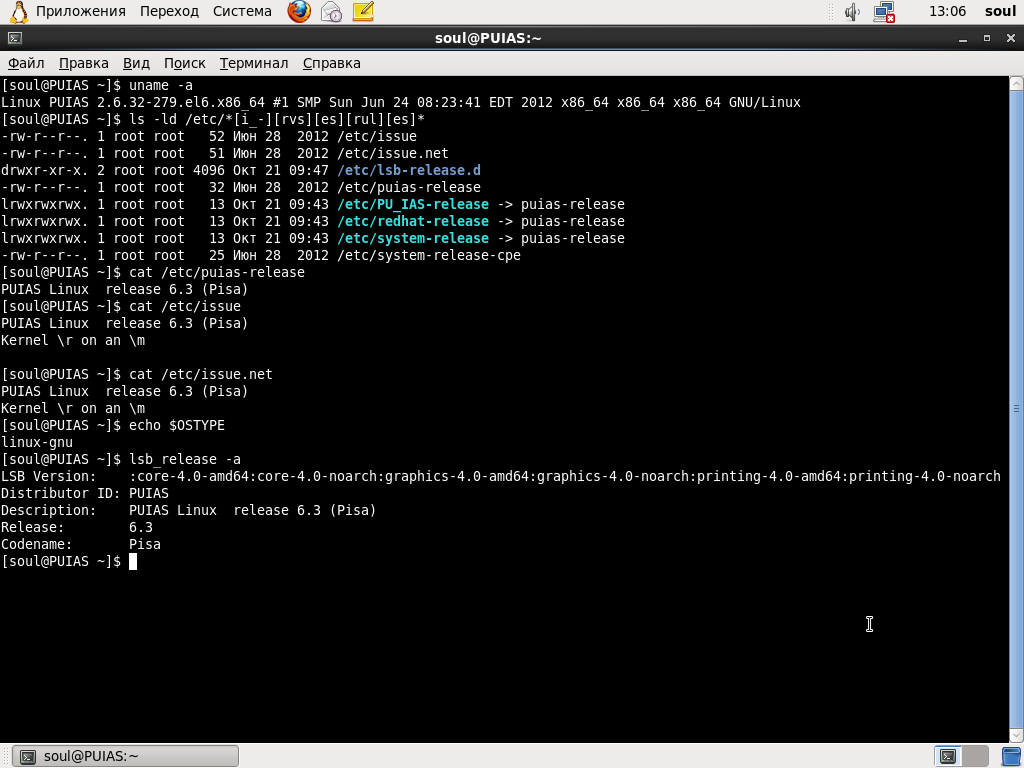 Приложения Переход Система 13:06 soul
soul@PUIAS:~
Файл Правка Вид Поиск Терминал Справка
[soul@PUIAS ~]$ uname -a
Linux PUIAS 2.6.32-279.el6.x86_64 #1 SMP Sun Jun 24 08:23:41 EDT 2012 x86_64 x86_64 x86_64 GNU/Linux
[soul@PUIAS ~]$ ls -ld /etc/*[i_-][rvs][es][rul][es]*
-rw-r--r--. 1 root root   52 Июн 28  2012 /etc/issue
-rw-r--r--. 1 root root   51 Июн 28  2012 /etc/issue.net
drwxr-xr-x. 2 root root 4096 Окт 21 09:47 /etc/lsb-release.d
-rw-r--r--. 1 root root   32 Июн 28  2012 /etc/puias-release
lrwxrwxrwx. 1 root root   13 Окт 21 09:43 /etc/PU_IAS-release -> puias-release
lrwxrwxrwx. 1 root root   13 Окт 21 09:43 /etc/redhat-release -> puias-release
lrwxrwxrwx. 1 root root   13 Окт 21 09:43 /etc/system-release -> puias-release
-rw-r--r--. 1 root root   25 Июн 28  2012 /etc/system-release-cpe
[soul@PUIAS ~]$ cat /etc/puias-release
PUIAS Linux  release 6.3 (Pisa)
[soul@PUIAS ~]$ cat /etc/issue
PUIAS Linux  release 6.3 (Pisa)
Kernel \r on an \m
[soul@PUIAS ~]$ cat /etc/issue.net
PUIAS Linux  release 6.3 (Pisa)
Kernel \r on an \m
[soul@PUIAS ~]$ echo $OSTYPE
linux-gnu
[soul@PUIAS ~]$ lsb_release -a
LSB Version:    :core-4.0-amd64:core-4.0-noarch:graphics-4.0-amd64:graphics-4.0-noarch:printing-4.0-amd64:printing-4.0-noarch
Distributor ID: PUIAS
Description:    PUIAS Linux  release 6.3 (Pisa)
Release:        6.3
Codename:       Pisa
[soul@PUIAS ~]$
soul@PUIAS:~